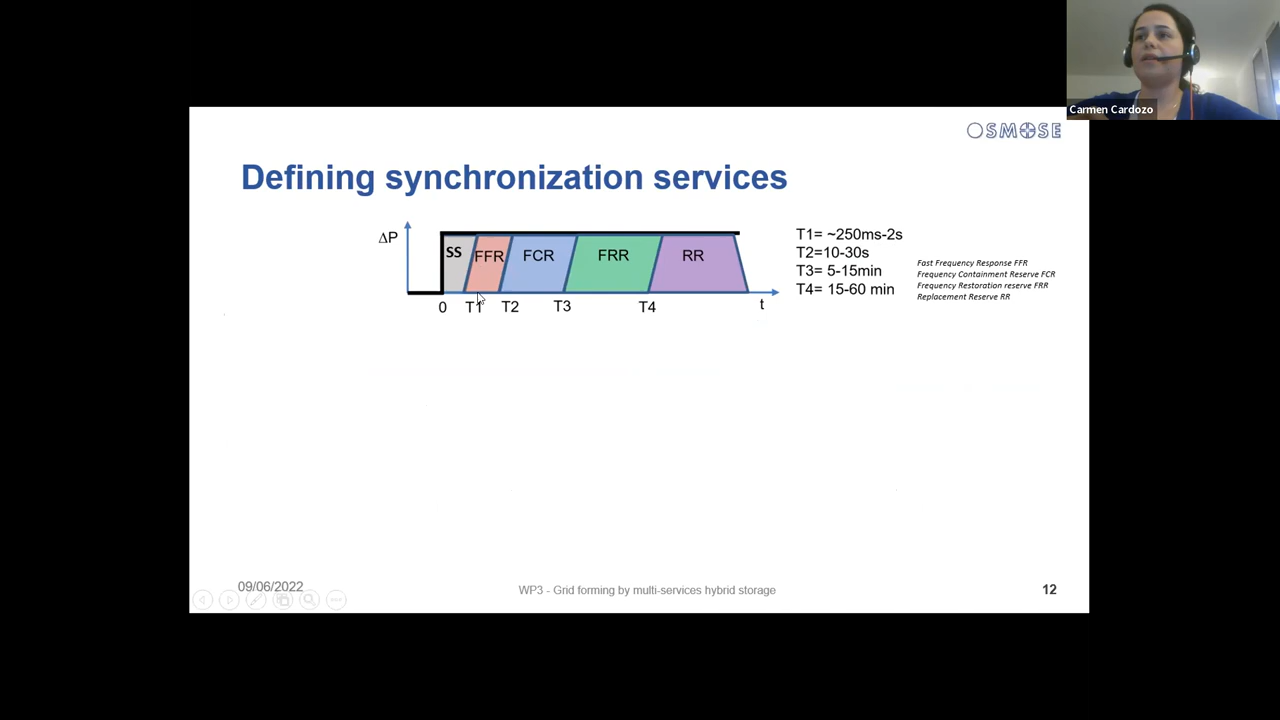 Carmen Cardozo
OSMOSE
Defining synchronization services
ΔP
SS
FFR
FCR
FRR
RR
0
T1
T2
T3
T4
t
T1= ~250ms-2s
T2=10-30s
T3= 5-15min
T4= 15-60 min
Fast Frequency Response FFR
Frequency Containment Reserve FCR
Frequency Restoration reserve FRR
Replacement Reserve RR
09/06/2022
WP3 - Grid forming by multi-services hybrid storage
12